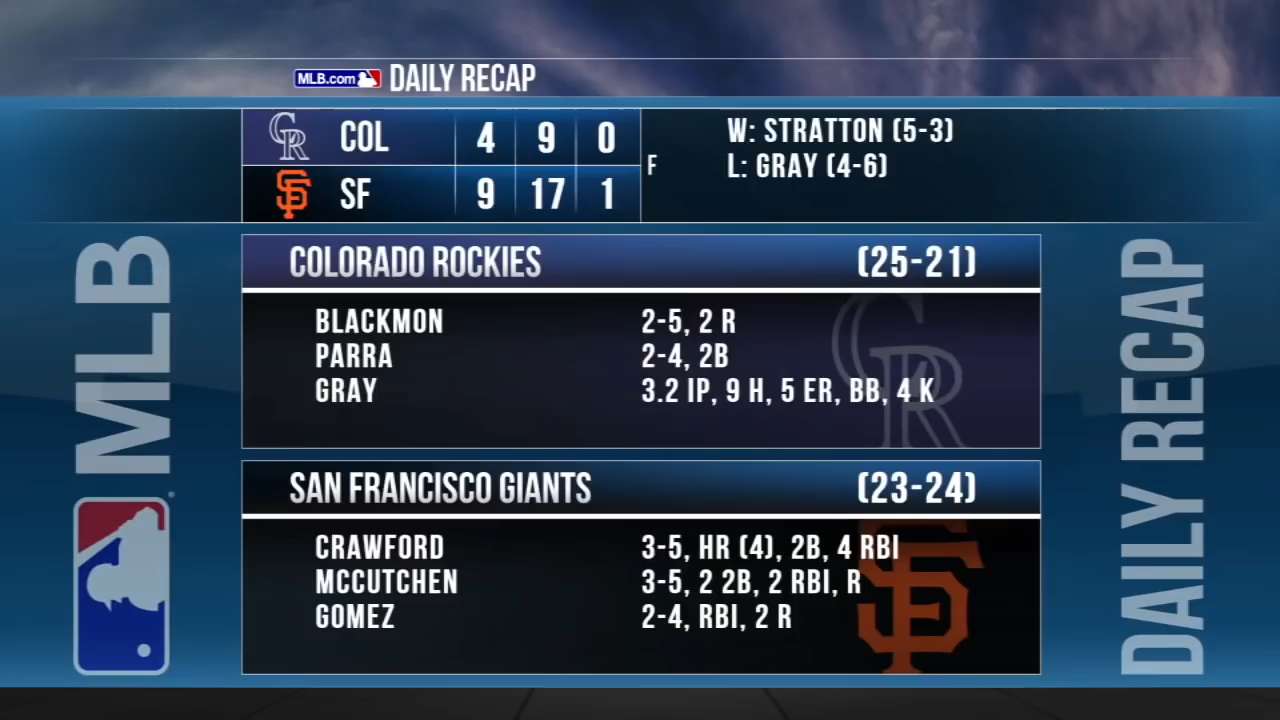 MLB.com DAILY RECAP
COL 4 9 0
SF 9 17 1
F
W: STRATTON (5-3)
L: GRAY (4-6)
MLB
COLORADO ROCKIES (25-21)
BLACKMON 2-5, 2 R
PARRA 2-4, 2B
GRAY 3.2 IP, 9 H, 5 ER, BB, 4 K
SAN FRANCISCO GIANTS (23-24)
CRAWFORD 3-5, HR (4), 2B, 4 RBI
MCCUTCHEN 3-5, 2 2B, 2 RBI, R
GOMEZ 2-4, RBI, 2 R
DAILY RECAP